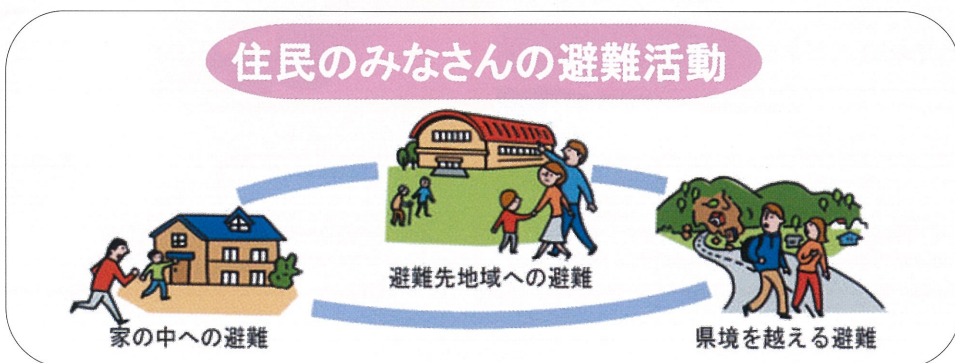 住民のみなさんの避難活動
避難先地域への避難
家の中への避難
県境を越える避難